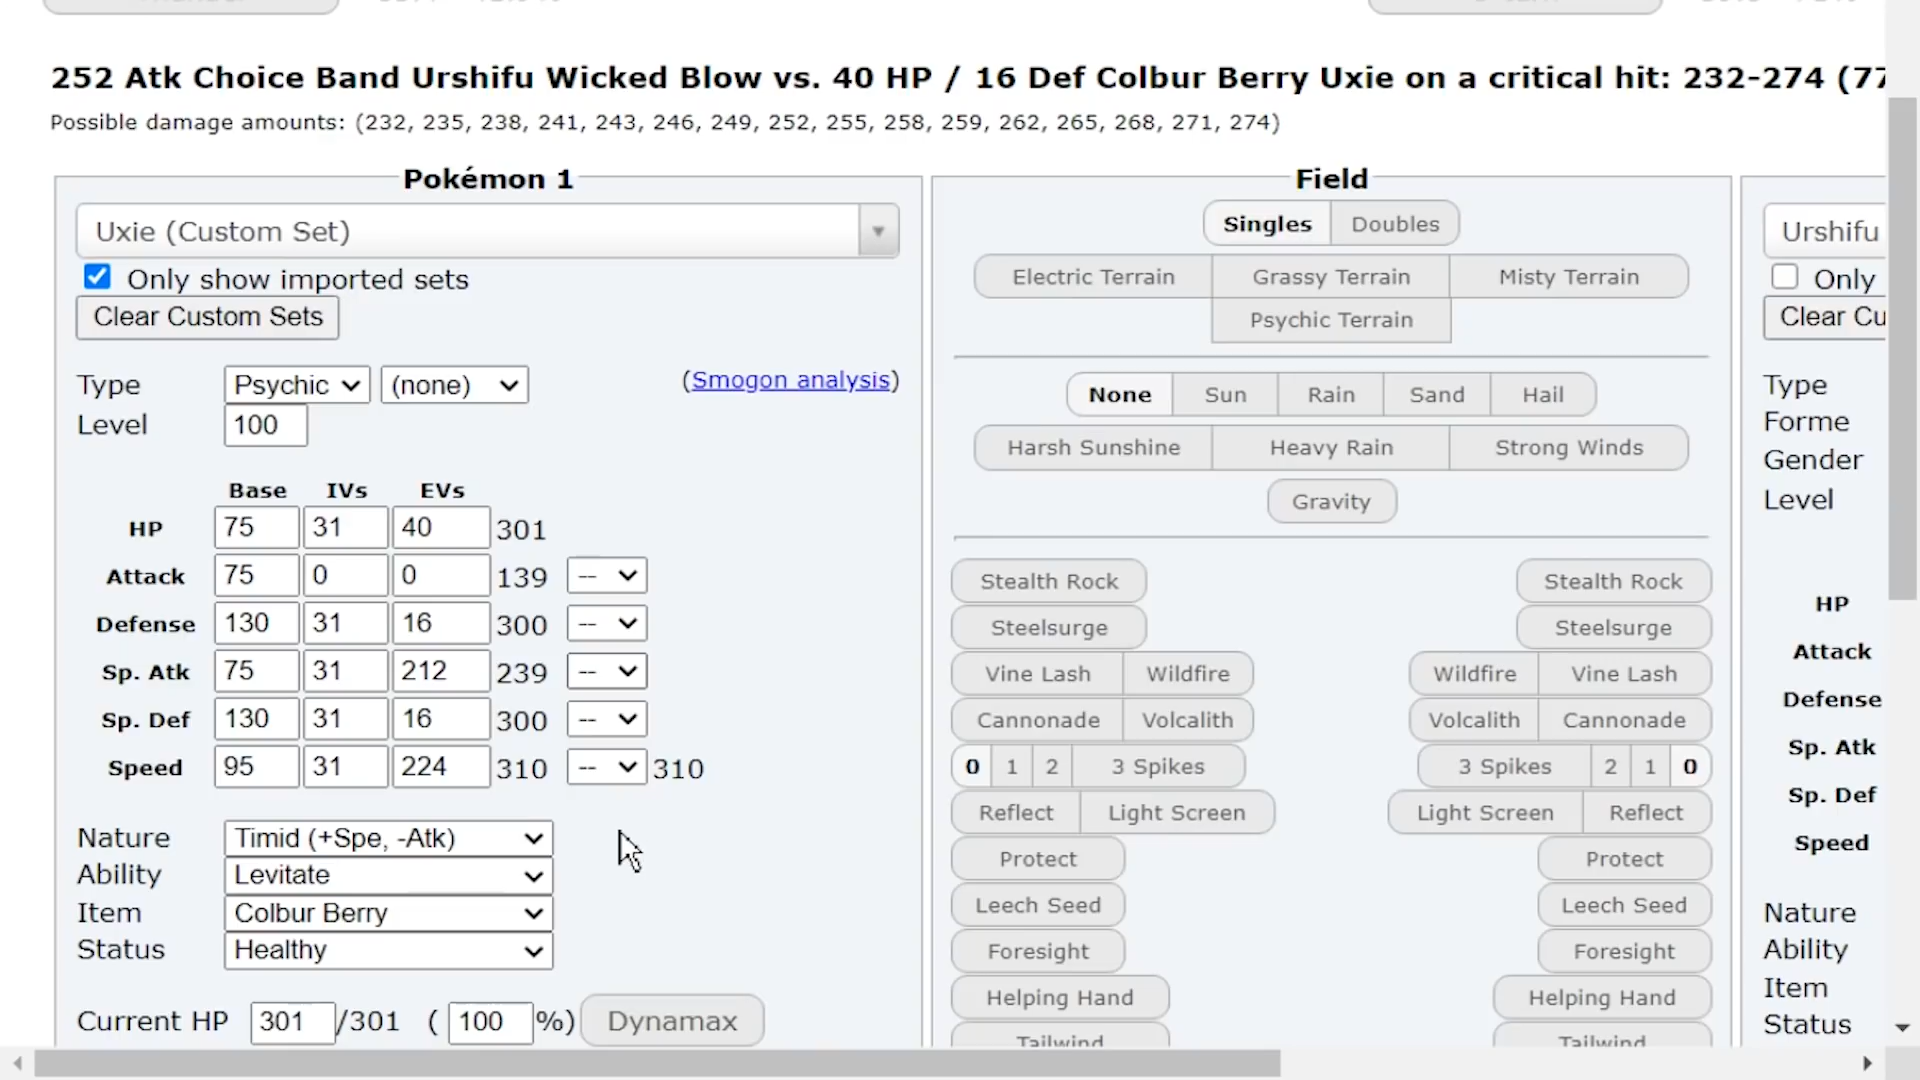 252 Atk Choice Band Urshifu Wicked Blow vs. 40 HP / 16 Def Colbur Berry Uxie on a critical hit: 232-274 (77
Possible damage amounts: (232, 235, 238, 241, 243, 246, 249, 252, 255, 258, 259, 262, 265, 268, 271, 274)
Pokémon 1
Uxie (Custom Set)
Only show imported sets
Clear Custom Sets
Type Psychic (none) (Smogon analysis)
Level 100
Base IVs EVs
HP 75 31 40 301
Attack 75 0 0 139 --
Defense 130 31 16 300 --
Sp. Atk 75 31 212 239 --
Sp. Def 130 31 16 300 --
Speed 95 31 224 310 -- 310
Nature Timid (+Spe, -Atk)
Ability Levitate
Item Colbur Berry
Status Healthy
Current HP 301 /301 ( 100 %) Dynamax
Field
Singles Doubles
Electric Terrain Grassy Terrain Misty Terrain
Psychic Terrain
None Sun Rain Sand Hail
Harsh Sunshine Heavy Rain Strong Winds
Gravity
Stealth Rock Stealth Rock
Steelsurge Steelsurge
Vine Lash Wildfire Wildfire Vine Lash
Cannonade Volcalith Volcalith Cannonade
0 1 2 3 Spikes 3 Spikes 2 1 0
Reflect Light Screen Light Screen Reflect
Protect Protect
Leech Seed Leech Seed
Foresight Foresight
Helping Hand Helping Hand
Tailwind Tailwind
Urshifu
Only
Clear Cu
Type
Forme
Gender
Level
HP
Attack
Defense
Sp. Atk
Sp. Def
Speed
Nature
Ability
Item
Status